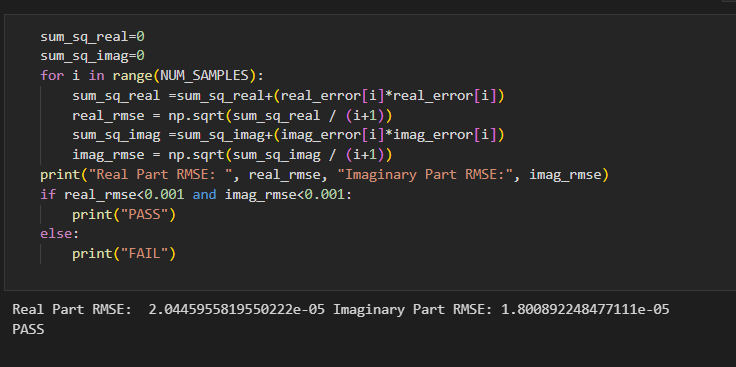 sum_sq_real=0
sum_sq_imag=0
for i in range(NUM_SAMPLES):
    sum_sq_real =sum_sq_real+(real_error[i]*real_error[i])
    real_rmse = np.sqrt(sum_sq_real / (i+1))
    sum_sq_imag =sum_sq_imag+(imag_error[i]*imag_error[i])
    imag_rmse = np.sqrt(sum_sq_imag / (i+1))
print("Real Part RMSE: ", real_rmse, "Imaginary Part RMSE:", imag_rmse)
if real_rmse<0.001 and imag_rmse<0.001:
    print("PASS")
else:
    print("FAIL")
Real Part RMSE:  2.0445955819550222e-05 Imaginary Part RMSE: 1.800892248477111e-05
PASS